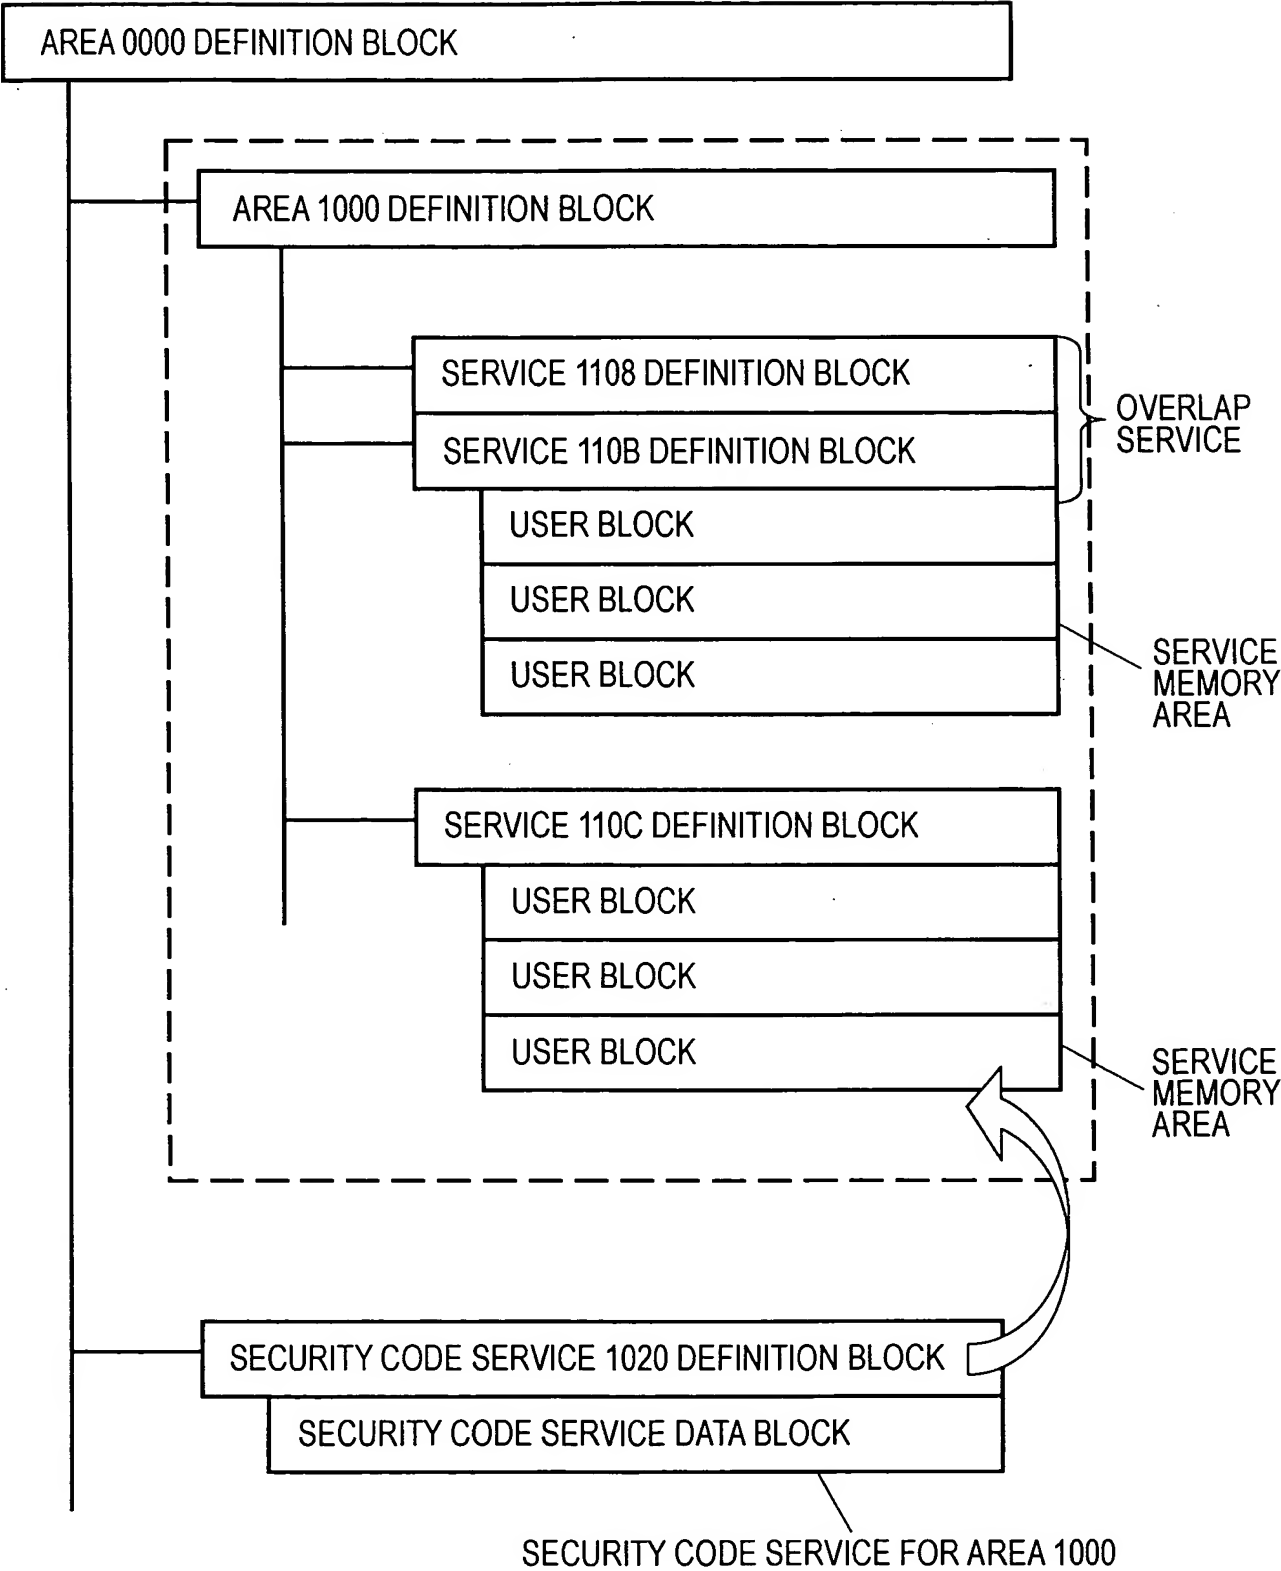 AREA 0000 DEFINITION BLOCK
AREA 1000 DEFINITION BLOCK
SERVICE 1108 DEFINITION BLOCK
SERVICE 110B DEFINITION BLOCK
OVERLAP
SERVICE
USER BLOCK
USER BLOCK
USER BLOCK
SERVICE
MEMORY
AREA
SERVICE 110C DEFINITION BLOCK
USER BLOCK
USER BLOCK
USER BLOCK
SERVICE
MEMORY
AREA
SECURITY CODE SERVICE 1020 DEFINITION BLOCK
SECURITY CODE SERVICE DATA BLOCK
SECURITY CODE SERVICE FOR AREA 1000